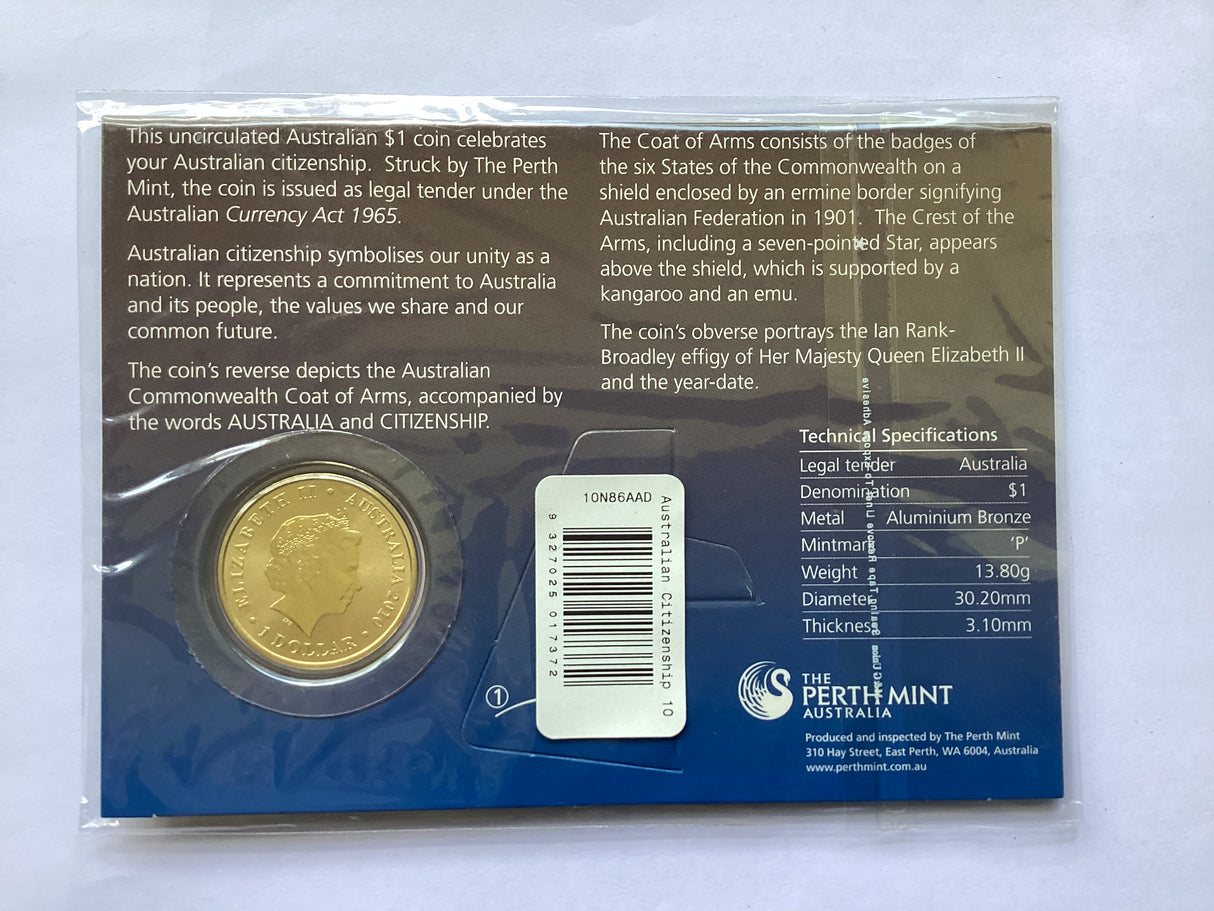 This uncirculated Australian $1 coin celebrates
your Australian citizenship. Struck by The Perth
Mint, the coin is issued as legal tender under the
Australian Currency Act 1965.
Australian citizenship symbolises our unity as a
nation. It represents a commitment to Australia
and its people, the values we share and our
common future.
The coin's reverse depicts the Australian
Commonwealth Coat of Arms, accompanied by
the words AUSTRALIA and CITIZENSHIP.
The Coat of Arms consists of the badges of
the six States of the Commonwealth on a
shield enclosed by an ermine border signifying
Australian Federation in 1901. The Crest of the
Arms, including a seven-pointed Star, appears
above the shield, which is supported by a
kangaroo and an emu.
The coin's obverse portrays the Ian Rank-
Broadley effigy of Her Majesty Queen Elizabeth II
and the year-date.
Technical Specifications
Legal tender Australia
Denomination $1
Metal Aluminium Bronze
Mintmark 'P'
Weight 13.80g
Diameter 30.20mm
Thickness 3.10mm
ELIZABETH II • AUSTRALIA 2010 • 1 DOLLAR •
10N86AAD
Australian Citizenship 10
9 327025 017372
1
THE
PERTH MINT
AUSTRALIA
Produced and inspected by The Perth Mint
310 Hay Street, East Perth, WA 6004, Australia
www.perthmint.com.au